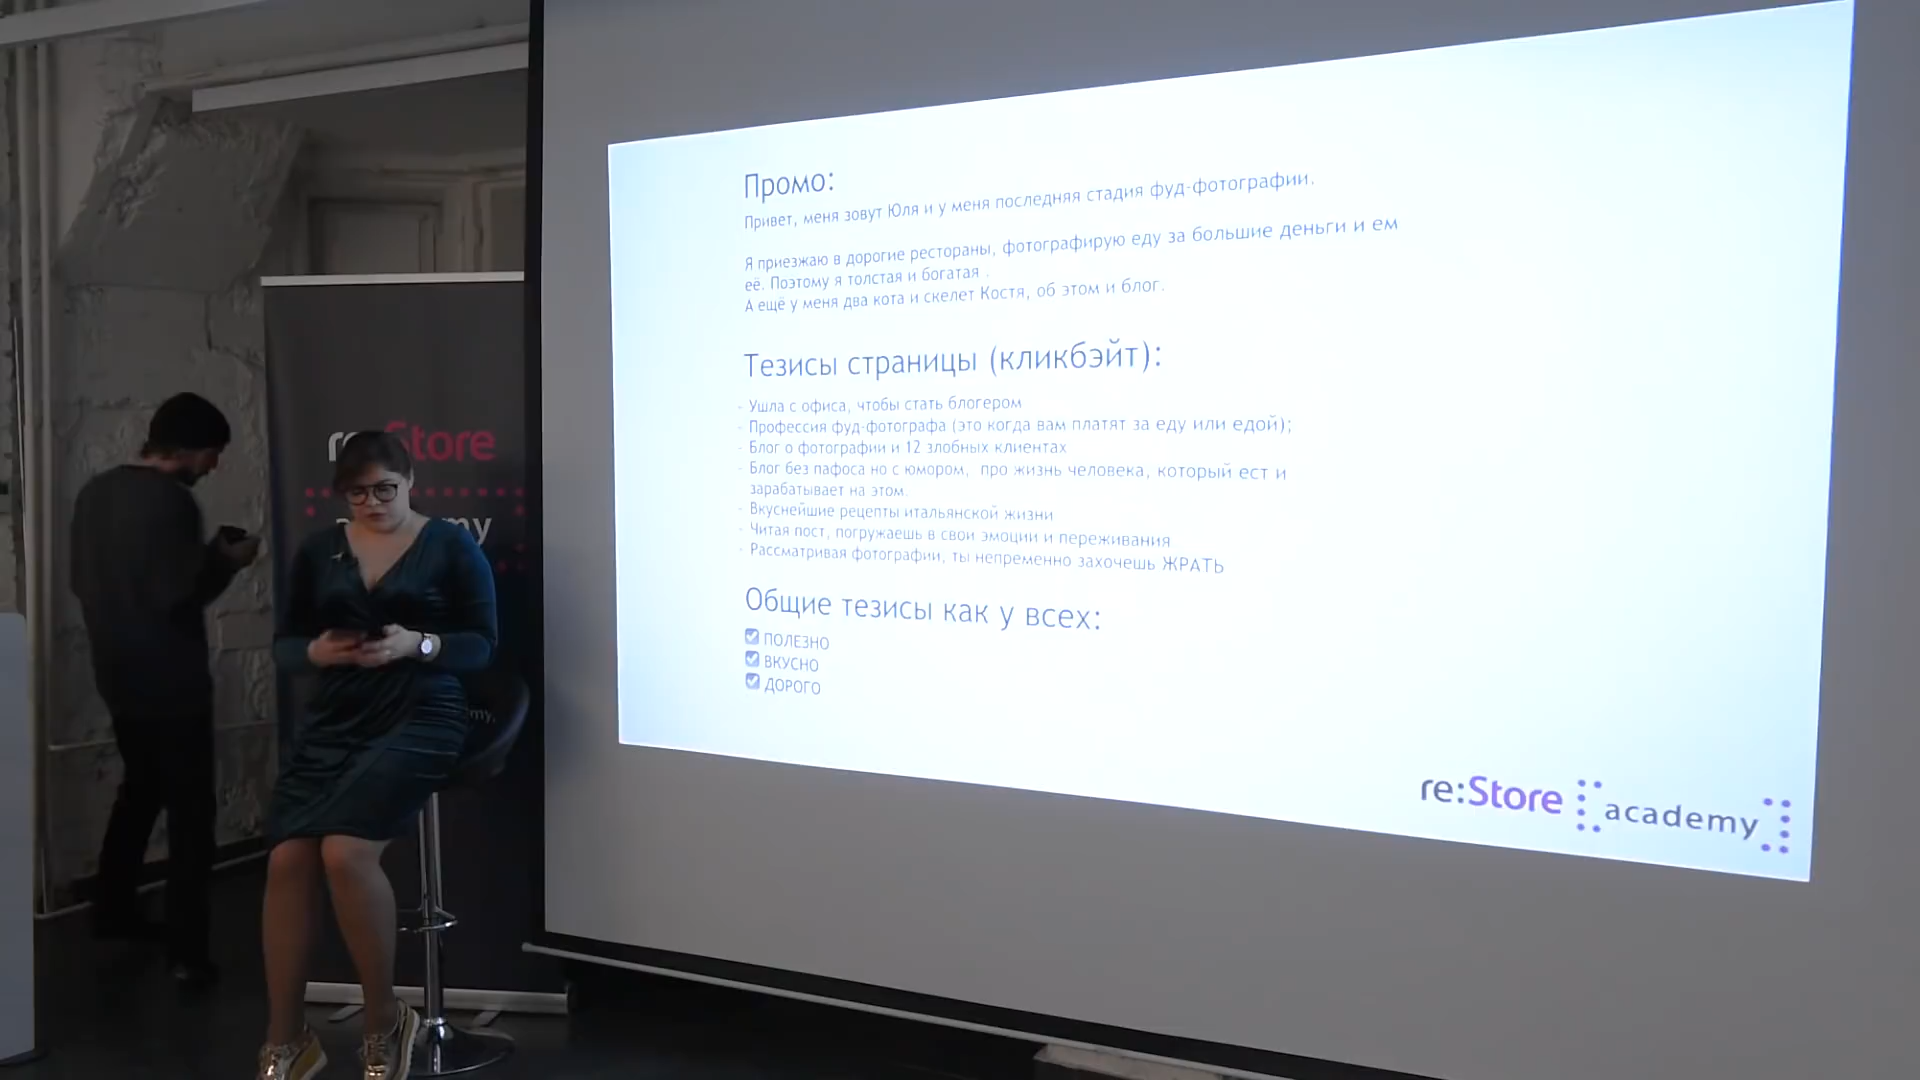 Промо:
Привет, меня зовут Юля и у меня последняя стадия фуд-фотографии.
Я приезжаю в дорогие рестораны, фотографирую еду за большие деньги и ем
её. Поэтому я толстая и богатая .
А ещё у меня два кота и скелет Костя, об этом и блог.
Тезисы страницы (кликбэйт):
- Ушла с офиса, чтобы стать блогером
- Профессия фуд-фотографа (это когда вам платят за еду или едой);
- Блог о фотографии и 12 злобных клиентах
- Блог без пафоса но с юмором, про жизнь человека, который ест и
зарабатывает на этом.
- Вкуснейшие рецепты итальянской жизни
- Читая пост, погружаешь в свои эмоции и переживания
- Рассматривая фотографии, ты непременно захочешь ЖРАТЬ
Общие тезисы как у всех:
ПОЛЕЗНО
ВКУСНО
ДОРОГО
re:Store academy